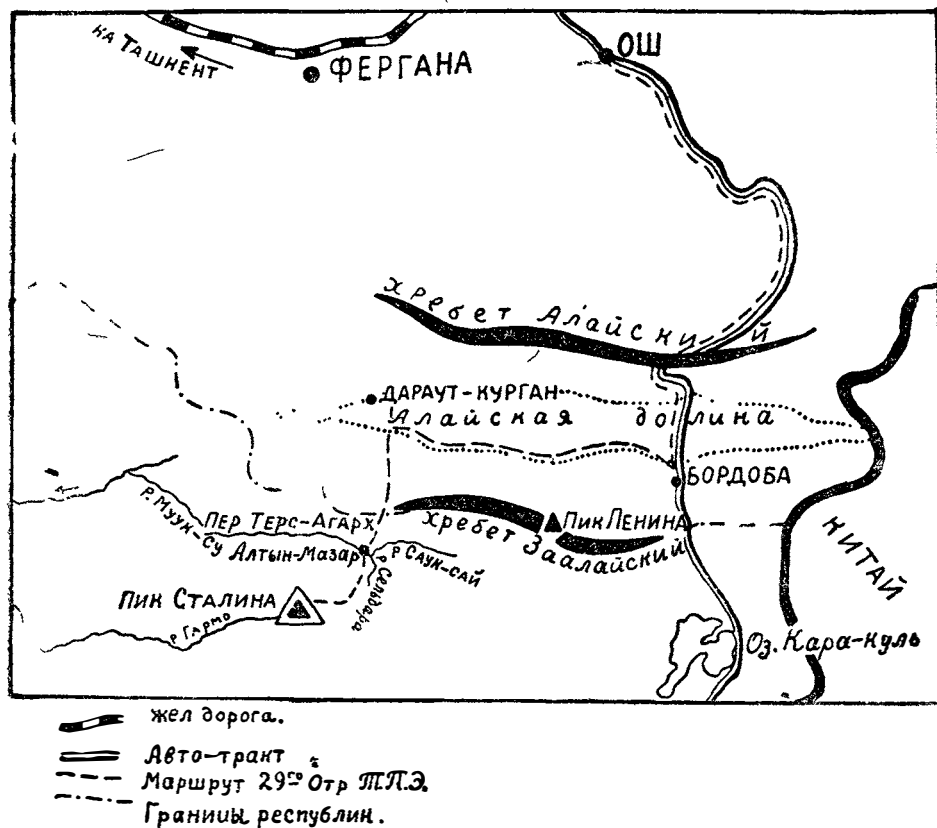 на Ташкент
ФЕРГАНА
ОШ
хребет Алайский
ДАРАУТ-КУРГАН
Алайская долина
БОРДОБА
р. Муук-су
Пер Терс-Агарх
хребет Заалайский
Пик Ленина
Алтын-Мазар
р Саук-сай
р Сельдара
КИТАЙ
Пик Сталина
р Гармо
Оз. Кара-куль
жел дорога.
Авто-тракт
Маршрут 29го Отр ТПЭ.
Границы республик.